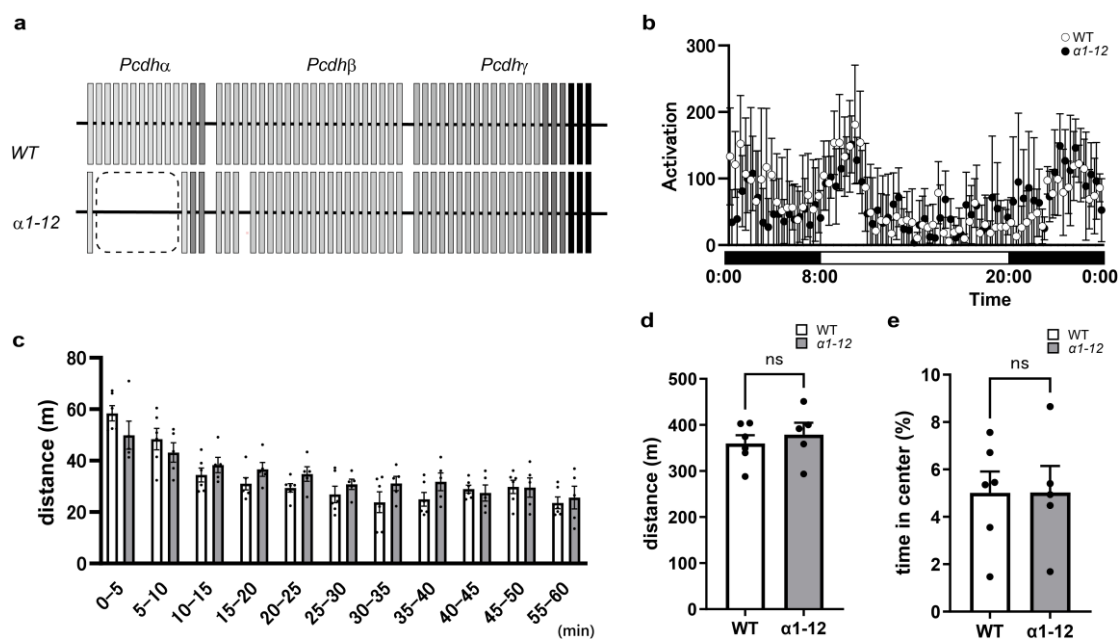 a
Pcdhα Pcdhβ Pcdhγ
WT
α1-12
b
WT
α1-12
Activation
300
200
100
0
0:00 8:00 20:00 0:00
Time
c
WT
α1-12
distance (m)
80
60
40
20
0
0–5 5–10 10–15 15–20 20–25 25–30 30–35 35–40 40–45 45–50 55–60
(min)
d
WT
α1-12
ns
distance (m)
500
400
300
200
100
0
WT α1-12
e
WT
α1-12
ns
time in center (%)
10
8
6
4
2
0
WT α1-12